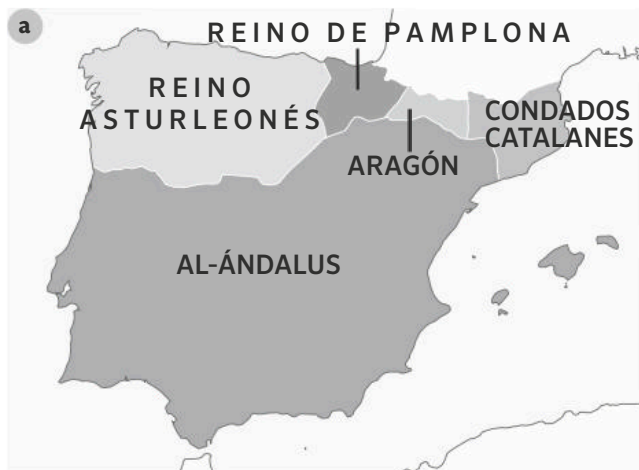 a
REINO DE PAMPLONA
REINO
ASTURLEONÉS
CONDADOS
CATALANES
ARAGÓN
AL-ÁNDALUS